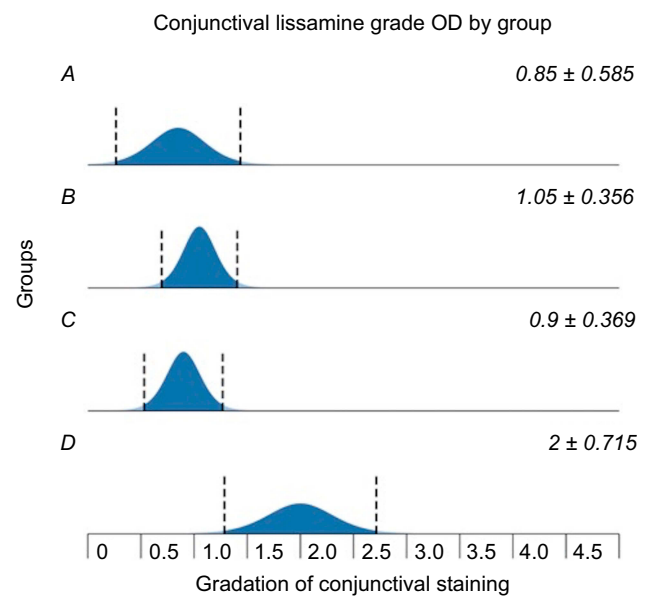 Conjunctival lissamine grade OD by group
A 0.85 ± 0.585
B 1.05 ± 0.356
Groups
C 0.9 ± 0.369
D 2 ± 0.715
0 0.5 1.0 1.5 2.0 2.5 3.0 3.5 4.0 4.5
Gradation of conjunctival staining